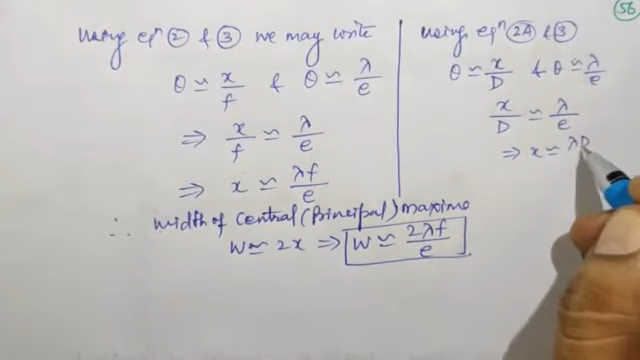 56
Using eqⁿ ② & ③ we may write
θ ≃ x/f & θ ≃ λ/e
⇒ x/f ≃ λ/e
⇒ x ≃ λf/e
using eqⁿ 2A & ③
θ ≃ x/D & θ ≃ λ/e
x/D ≃ λ/e
⇒ x ≃ λD
∴ width of central (Principal) maxima
W ≃ 2x ⇒ W ≃ 2λf/e